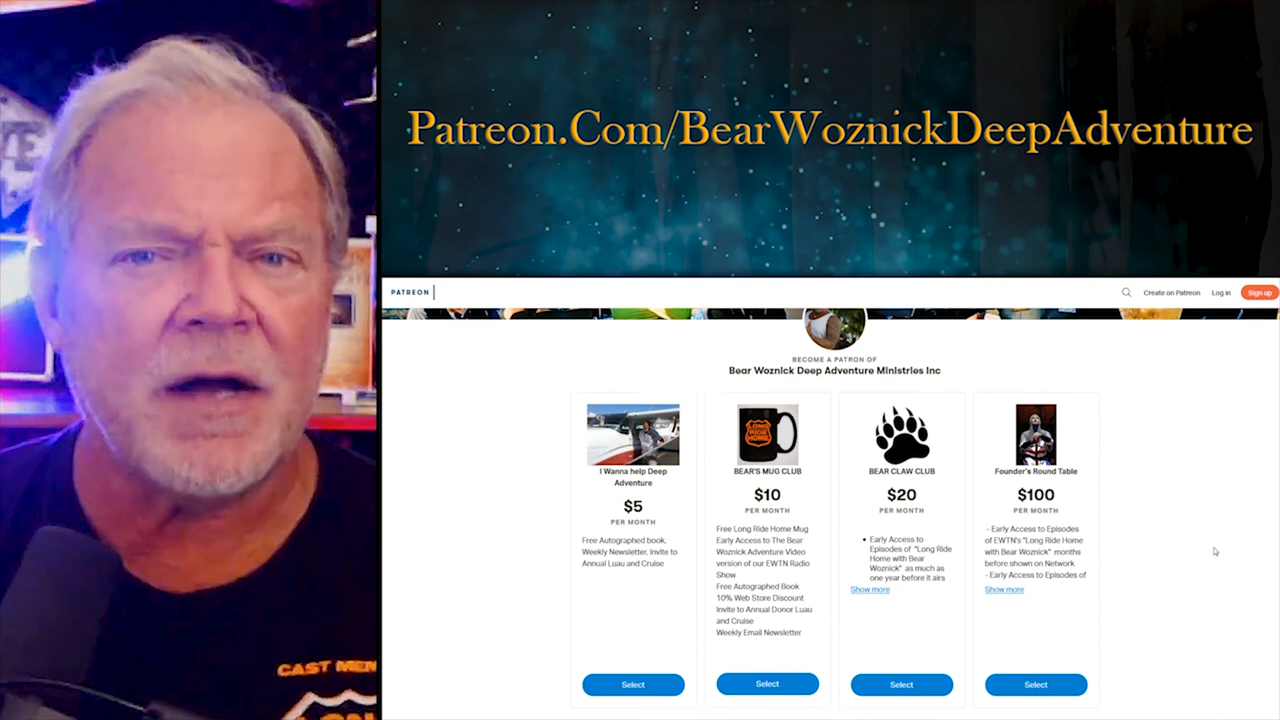 Patreon.Com/BearWoznickDeepAdventure
PATREON
Create on Patreon
Log in
Sign up
BECOME A PATRON OF
Bear Woznick Deep Adventure Ministries Inc
I Wanna help Deep
Adventure
$5
PER MONTH
Free Autographed book,
Weekly Newsletter, Invite to
Annual Luau and Cruise
Select
LONG
RIDE
HOME
BEAR'S MUG CLUB
$10
PER MONTH
Free Long Ride Home Mug
Early Access to The Bear
Woznick Adventure Video
version of our EWTN Radio
Show
Free Autographed Book
10% Web Store Discount
Invite to Annual Donor Luau
and Cruise
Weekly Email Newsletter
Select
BEAR CLAW CLUB
$20
PER MONTH
• Early Access to
Episodes of "Long Ride
Home with Bear
Woznick" as much as
one year before it airs
Show more
Select
Founder's Round Table
$100
PER MONTH
- Early Access to Episodes
of EWTN's "Long Ride Home
with Bear Woznick" months
before shown on Network
- Early Access to Episodes of
Show more
Select
CAST MEM